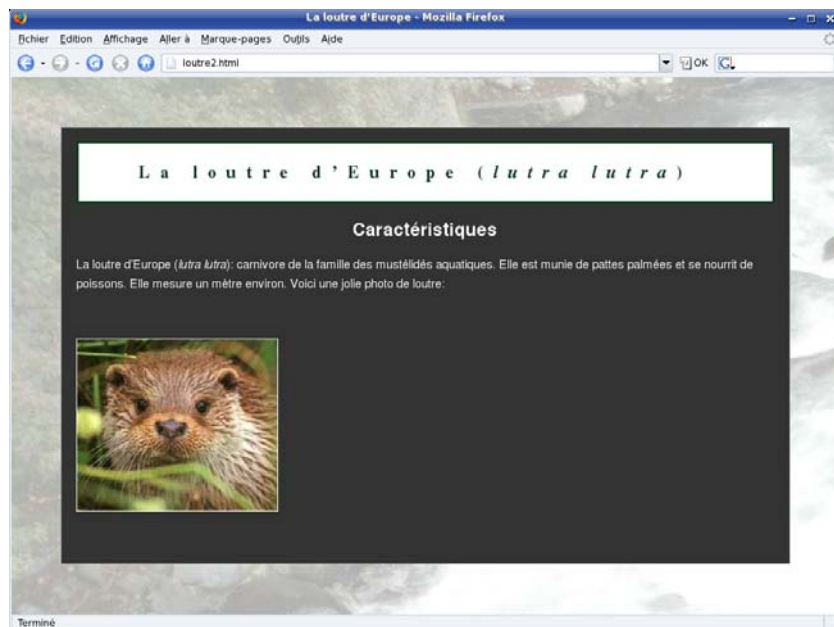 La loutre d'Europe - Mozilla Firefox
Fichier Edition Affichage Aller à Marque-pages Outils Aide
loutre2.html OK G
La loutre d'Europe (lutra lutra)
Caractéristiques
La loutre d'Europe (lutra lutra): carnivore de la famille des mustélidés aquatiques. Elle est munie de pattes palmées et se nourrit de
poissons. Elle mesure un mètre environ. Voici une jolie photo de loutre:
Terminé